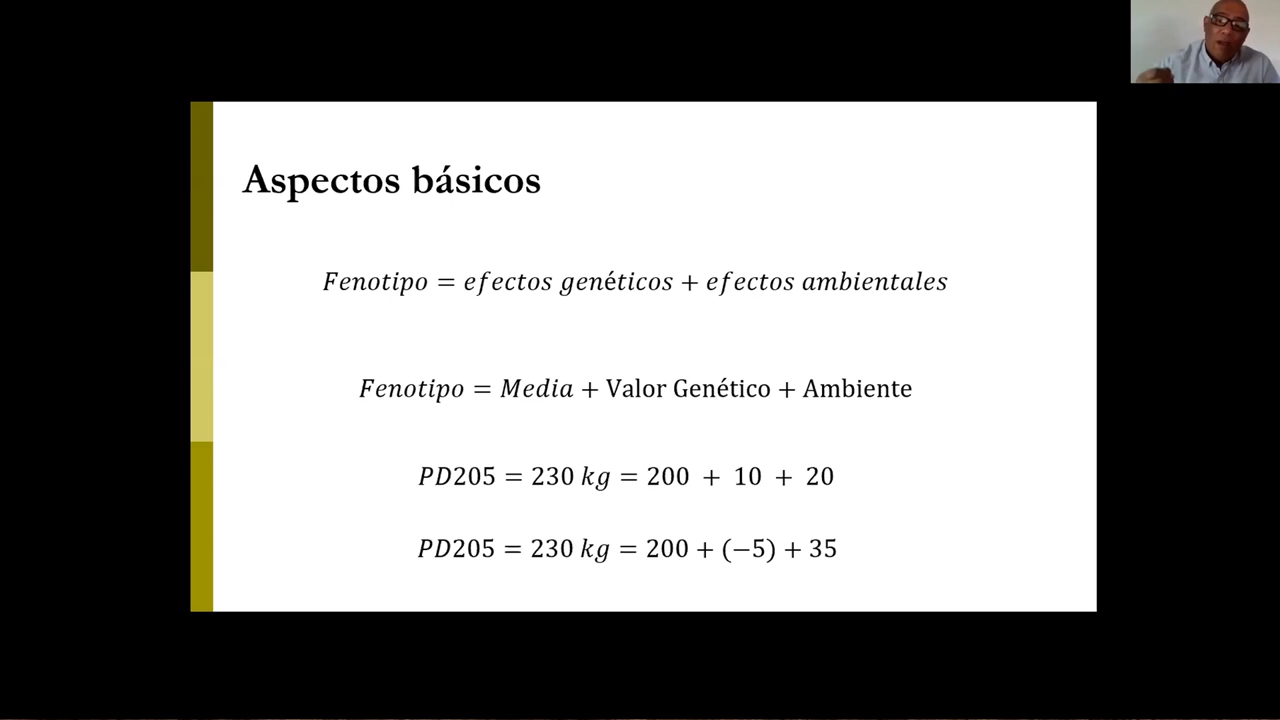 Aspectos básicos
Fenotipo = efectos genéticos + efectos ambientales
Fenotipo = Media + Valor Genético + Ambiente
PD205 = 230 kg = 200 + 10 + 20
PD205 = 230 kg = 200 + (−5) + 35